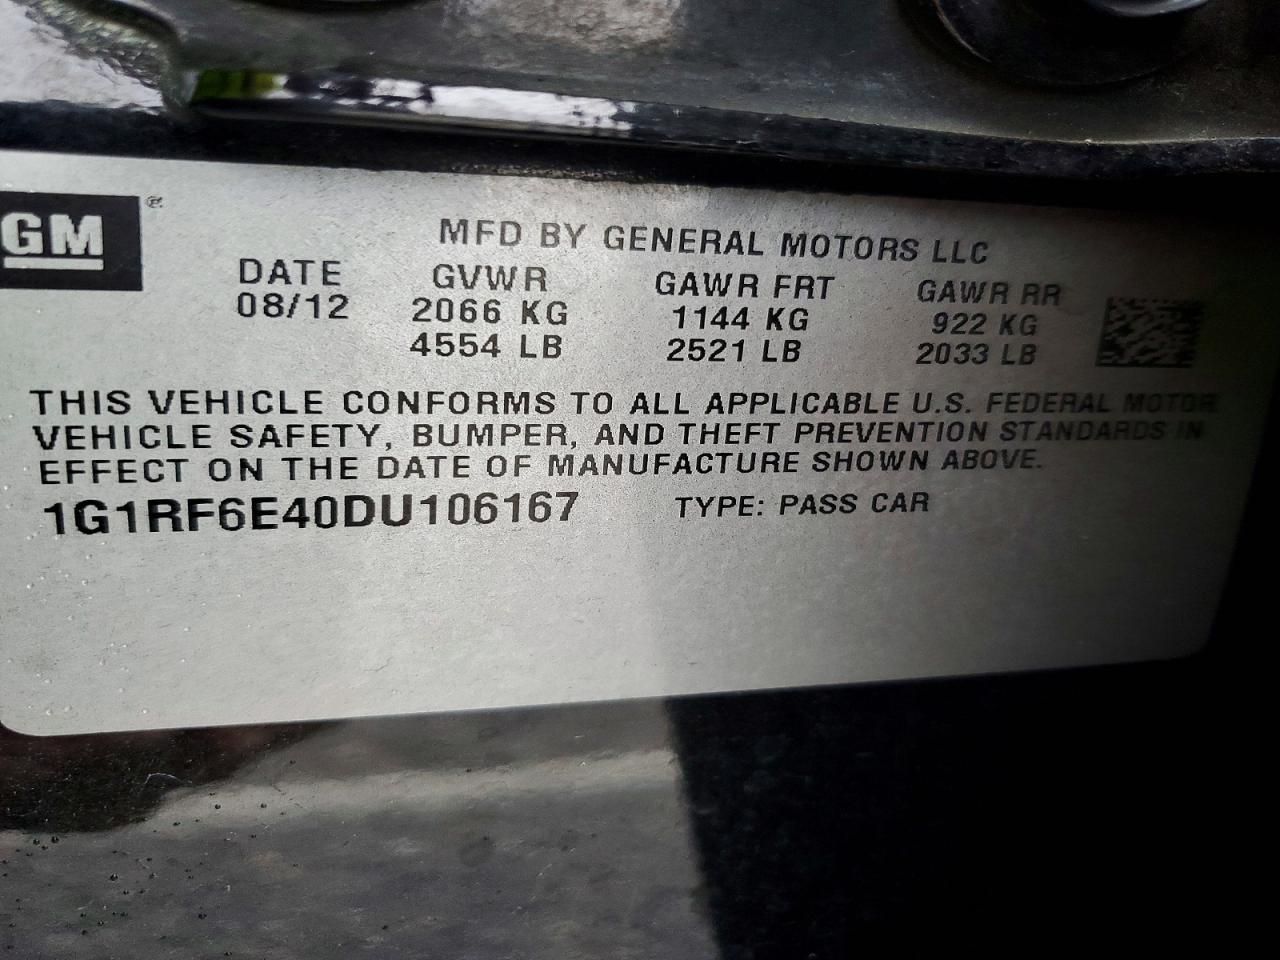 GM®
MFD BY GENERAL MOTORS LLC
DATE GVWR GAWR FRT GAWR RR
08/12 2066 KG 1144 KG 922 KG
4554 LB 2521 LB 2033 LB
THIS VEHICLE CONFORMS TO ALL APPLICABLE U.S. FEDERAL MOTOR
VEHICLE SAFETY, BUMPER, AND THEFT PREVENTION STANDARDS IN
EFFECT ON THE DATE OF MANUFACTURE SHOWN ABOVE.
1G1RF6E40DU106167 TYPE: PASS CAR